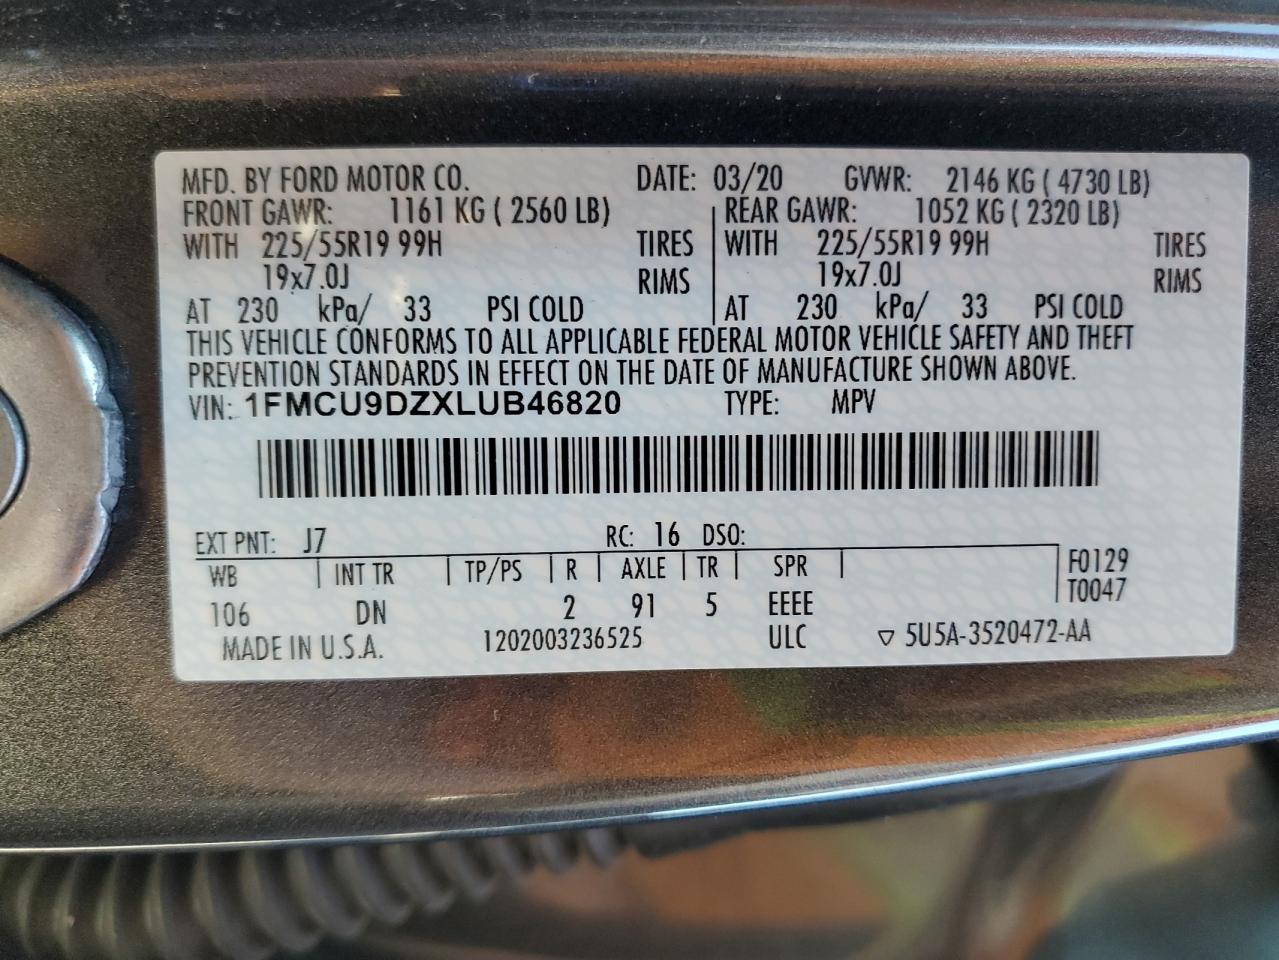 MFD. BY FORD MOTOR CO. DATE: 03/20 GVWR: 2146 KG ( 4730 LB)
FRONT GAWR: 1161 KG ( 2560 LB) REAR GAWR: 1052 KG ( 2320 LB)
WITH 225/55R19 99H TIRES WITH 225/55R19 99H TIRES
19x7.0J RIMS 19x7.0J RIMS
AT 230 kPa/ 33 PSI COLD AT 230 kPa/ 33 PSI COLD
THIS VEHICLE CONFORMS TO ALL APPLICABLE FEDERAL MOTOR VEHICLE SAFETY AND THEFT
PREVENTION STANDARDS IN EFFECT ON THE DATE OF MANUFACTURE SHOWN ABOVE.
VIN: 1FMCU9DZXLUB46820 TYPE: MPV
EXT PNT: J7 RC: 16 DSO:
WB INT TR TP/PS R AXLE TR SPR F0129
106 DN 2 91 5 EEEE T0047
MADE IN U.S.A. 1202003236525 ULC ▽ 5U5A-3520472-AA